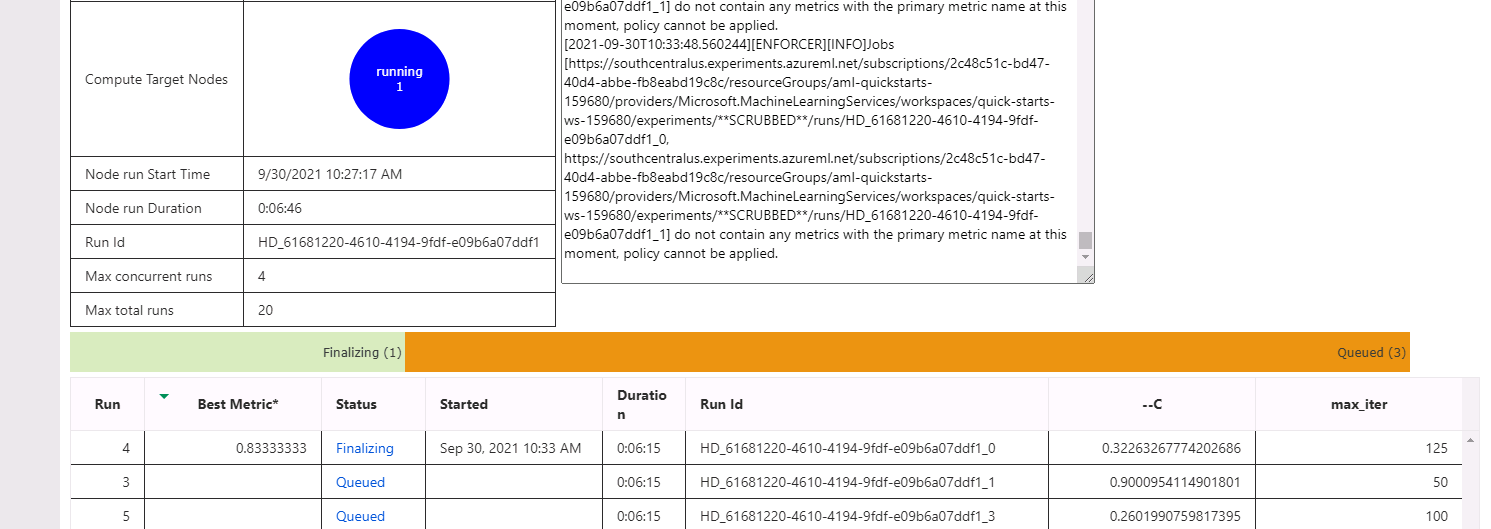 e09b6a07ddf1_1] do not contain any metrics with the primary metric name at this
moment, policy cannot be applied.
[2021-09-30T10:33:48.560244][ENFORCER][INFO]Jobs
[https://southcentralus.experiments.azureml.net/subscriptions/2c48c51c-bd47-
40d4-abbe-fb8eabd19c8c/resourceGroups/aml-quickstarts-
159680/providers/Microsoft.MachineLearningServices/workspaces/quick-starts-
ws-159680/experiments/**SCRUBBED**/runs/HD_61681220-4610-4194-9fdf-
e09b6a07ddf1_0,
https://southcentralus.experiments.azureml.net/subscriptions/2c48c51c-bd47-
40d4-abbe-fb8eabd19c8c/resourceGroups/aml-quickstarts-
159680/providers/Microsoft.MachineLearningServices/workspaces/quick-starts-
ws-159680/experiments/**SCRUBBED**/runs/HD_61681220-4610-4194-9fdf-
e09b6a07ddf1_1] do not contain any metrics with the primary metric name at this
moment, policy cannot be applied.
Compute Target Nodes
running
1
Node run Start Time 9/30/2021 10:27:17 AM
Node run Duration 0:06:46
Run Id HD_61681220-4610-4194-9fdf-e09b6a07ddf1
Max concurrent runs 4
Max total runs 20
Finalizing (1) Queued (3)
Run Best Metric* Status Started Duratio
n Run Id --C max_iter
4 0.83333333 Finalizing Sep 30, 2021 10:33 AM 0:06:15 HD_61681220-4610-4194-9fdf-e09b6a07ddf1_0 0.32263267774202686 125
3 Queued 0:06:15 HD_61681220-4610-4194-9fdf-e09b6a07ddf1_1 0.9000954114901801 50
5 Queued 0:06:15 HD_61681220-4610-4194-9fdf-e09b6a07ddf1_3 0.2601990759817395 100